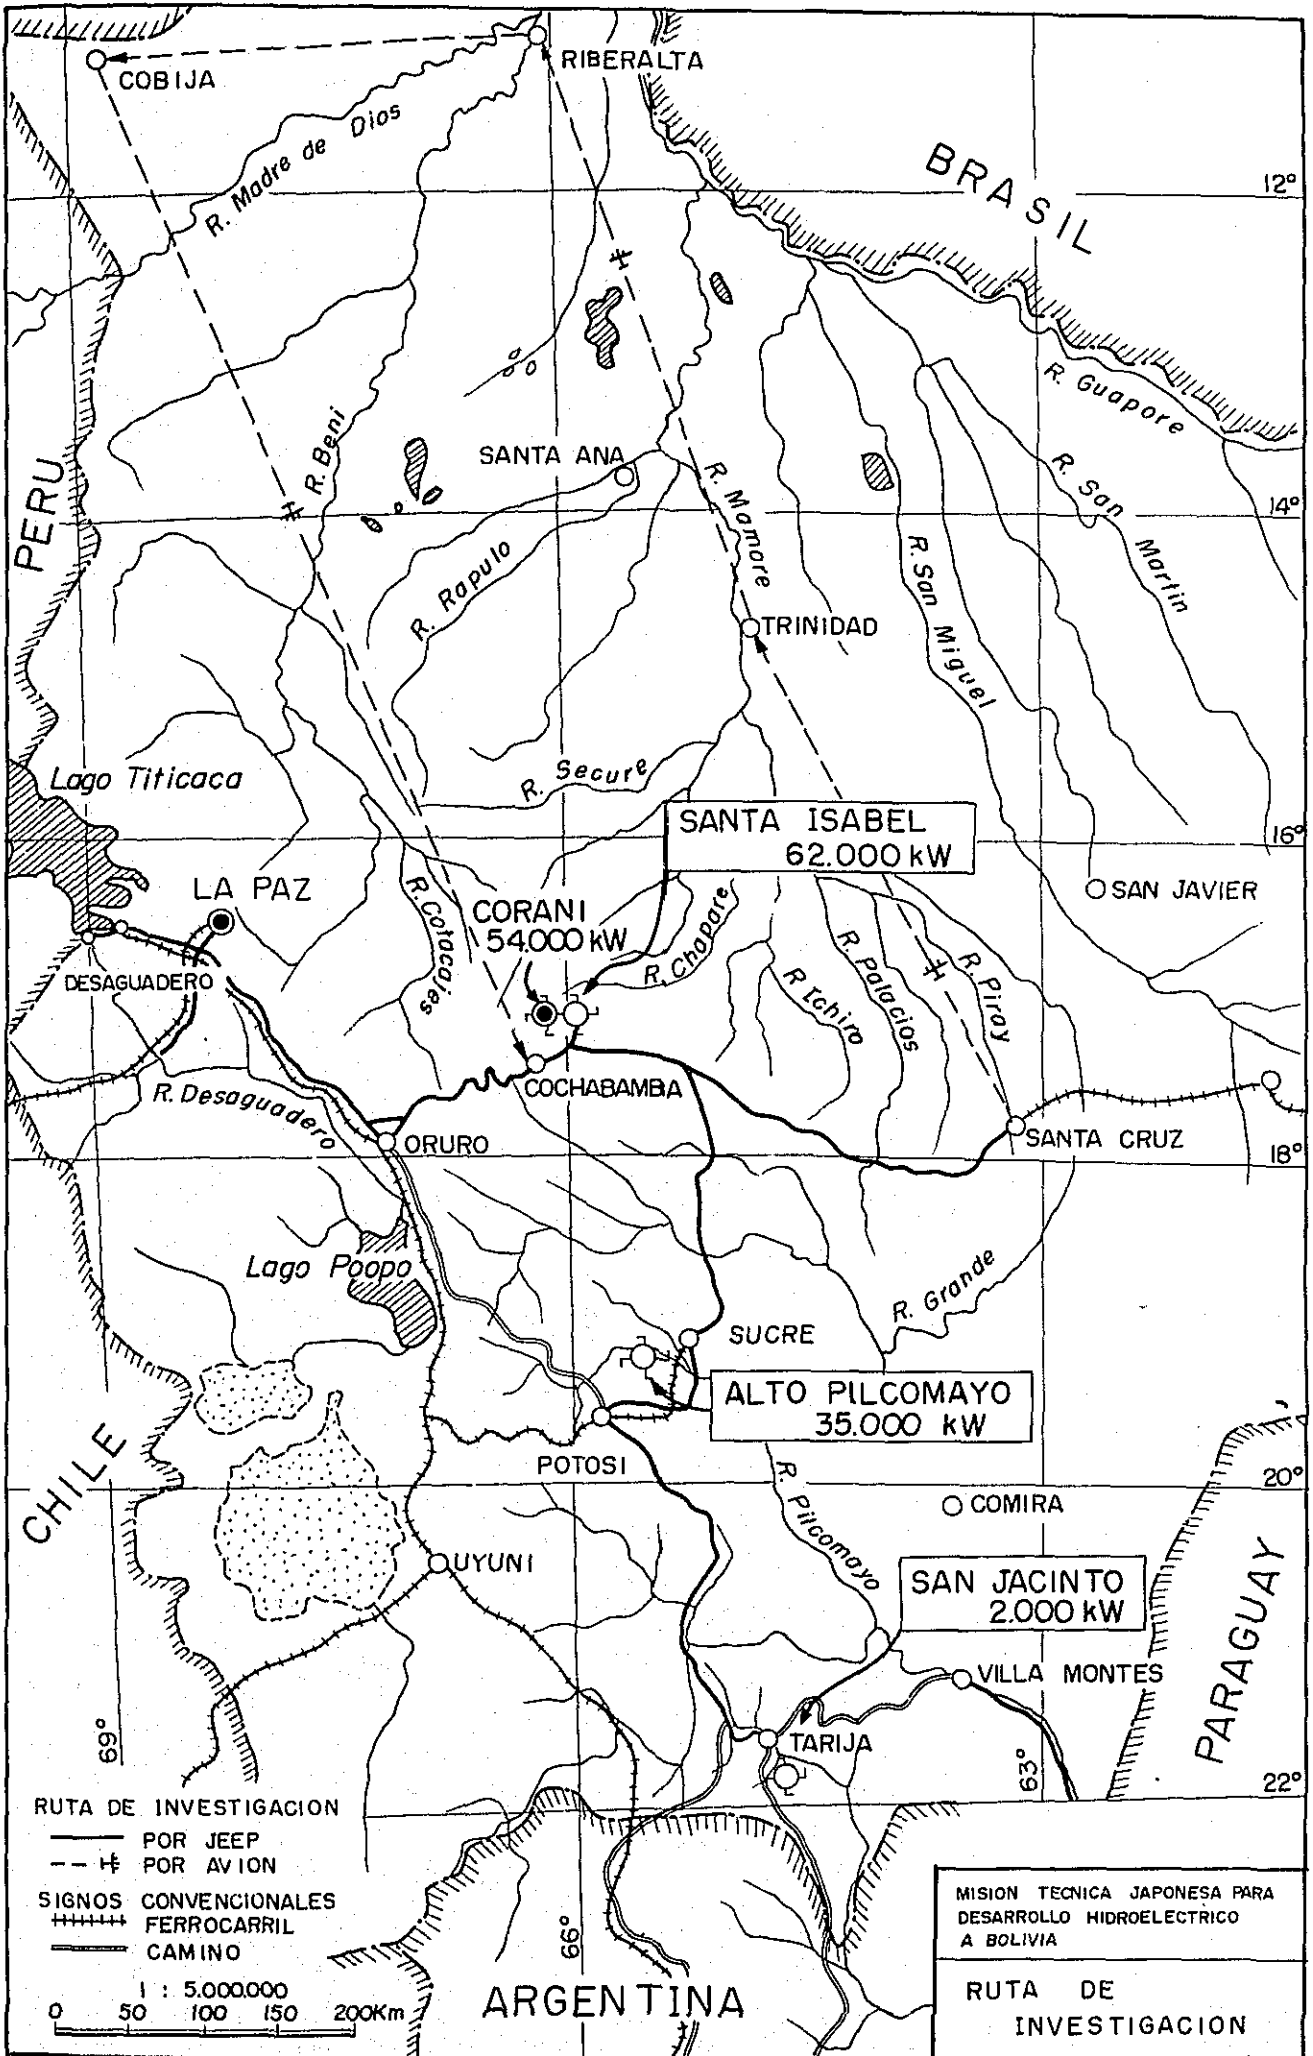 COBIJA
RIBERALTA
R. Madre de Dios
BRASIL
12°
R. Guapore
PERU
R. Beni
SANTA ANA
R. Mamore
R. San Martin
14°
R. Rapulo
R. San Miguel
TRINIDAD
Lago Titicaca
R. Secure
SANTA ISABEL
62.000 kW
16°
LA PAZ
R. Cotacajes
CORANI
54.000 kW
R. Chapare
SAN JAVIER
DESAGUADERO
R Ichiro
R. Palacios
R. Piray
R. Desaguadero
COCHABAMBA
ORURO
SANTA CRUZ
18°
Lago Poopo
R. Grande
SUCRE
ALTO PILCOMAYO
35.000 kW
CHILE
POTOSI
R. Pilcomayo
20°
COMIRA
UYUNI
SAN JACINTO
2.000 kW
PARAGUAY
VILLA MONTES
69°
TARIJA
63°
22°
RUTA DE INVESTIGACION
POR JEEP
POR AVION
SIGNOS CONVENCIONALES
FERROCARRIL
CAMINO
1 : 5.000.000
0 50 100 150 200Km
66°
ARGENTINA
MISION TECNICA JAPONESA PARA
DESARROLLO HIDROELECTRICO
A BOLIVIA
RUTA DE
INVESTIGACION